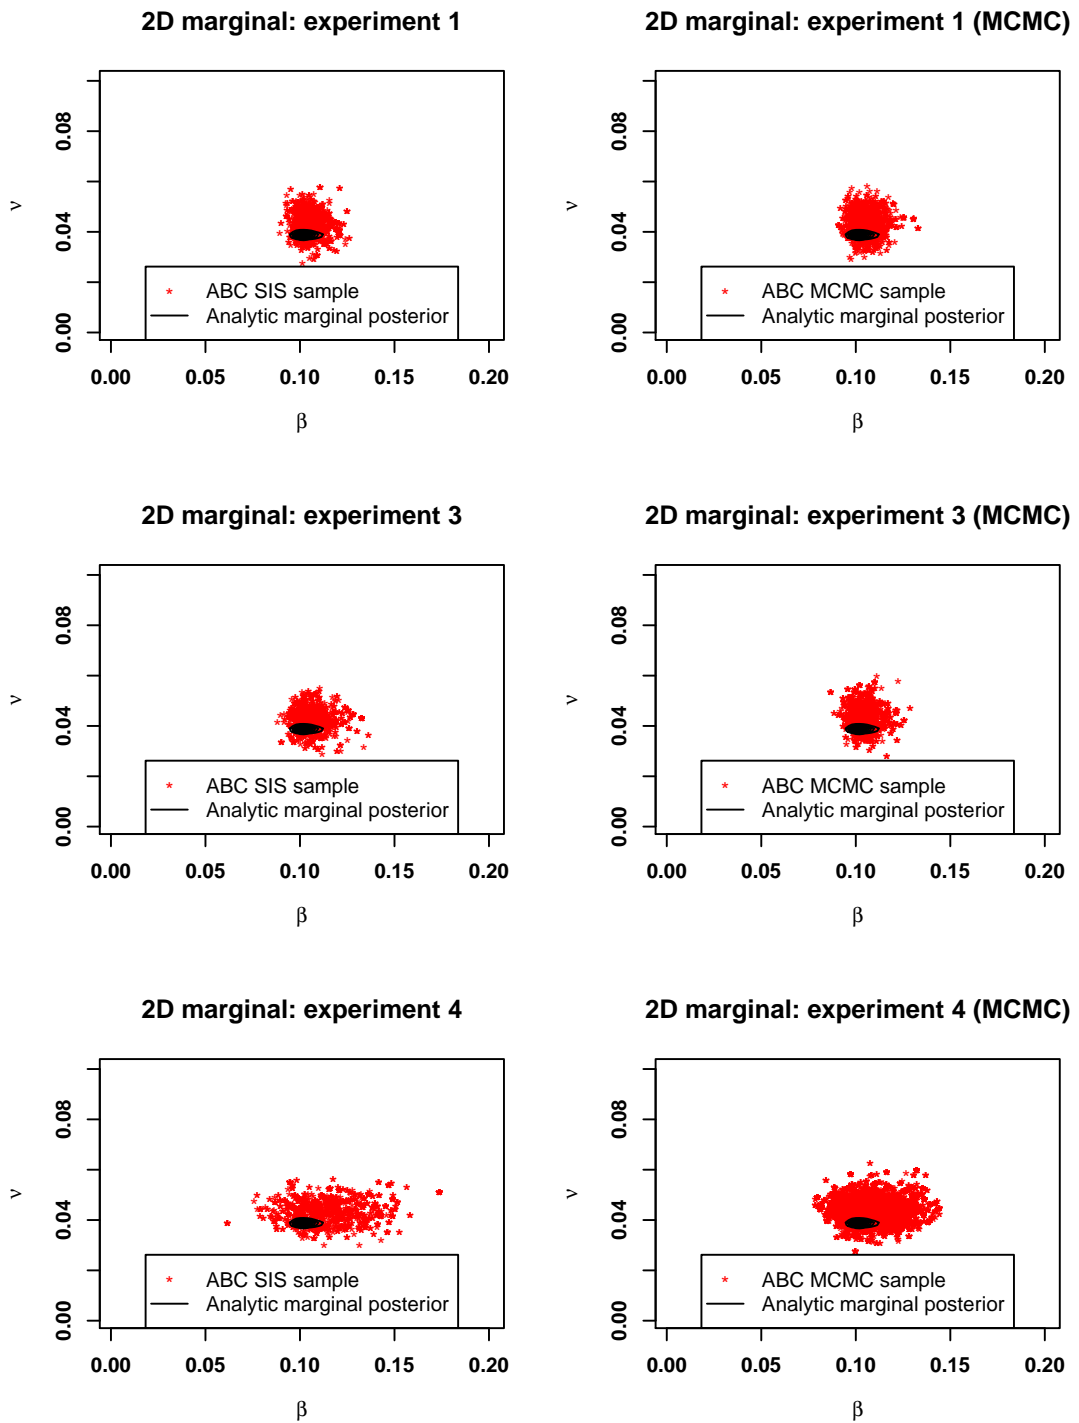 2D marginal: experiment 1
ν
0.00 0.04 0.08
ABC SIS sample
Analytic marginal posterior
0.00 0.05 0.10 0.15 0.20
β
2D marginal: experiment 1 (MCMC)
ν
0.00 0.04 0.08
ABC MCMC sample
Analytic marginal posterior
0.00 0.05 0.10 0.15 0.20
β
2D marginal: experiment 3
ν
0.00 0.04 0.08
ABC SIS sample
Analytic marginal posterior
0.00 0.05 0.10 0.15 0.20
β
2D marginal: experiment 3 (MCMC)
ν
0.00 0.04 0.08
ABC MCMC sample
Analytic marginal posterior
0.00 0.05 0.10 0.15 0.20
β
2D marginal: experiment 4
ν
0.00 0.04 0.08
ABC SIS sample
Analytic marginal posterior
0.00 0.05 0.10 0.15 0.20
β
2D marginal: experiment 4 (MCMC)
ν
0.00 0.04 0.08
ABC MCMC sample
Analytic marginal posterior
0.00 0.05 0.10 0.15 0.20
β